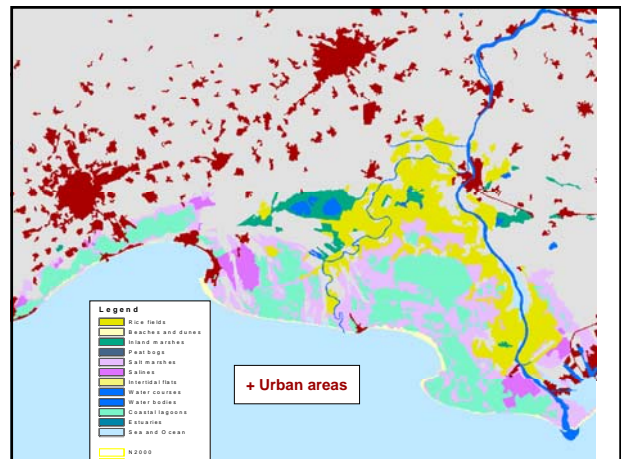 Legend
Rice fields
Beaches and dunes
Inland marshes
Peat bogs
Salt marshes
Salines
Intertidal flats
Water courses
Water bodies
Coastal lagoons
Estuaries
Sea and Ocean
N2000
+ Urban areas